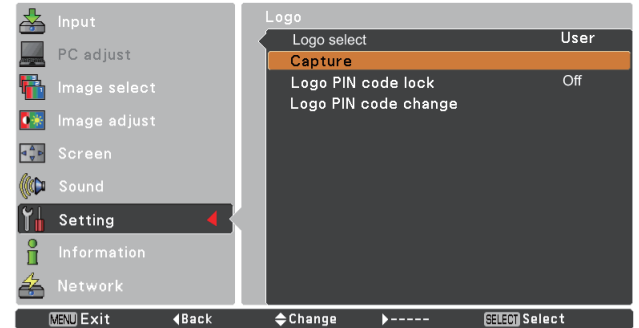 Input
PC adjust
Image select
Image adjust
Screen
Sound
Setting
Information
Network
Logo
Logo select User
Capture
Logo PIN code lock Off
Logo PIN code change
MENU Exit ◀Back ⬍Change ▶----- SELECT Select